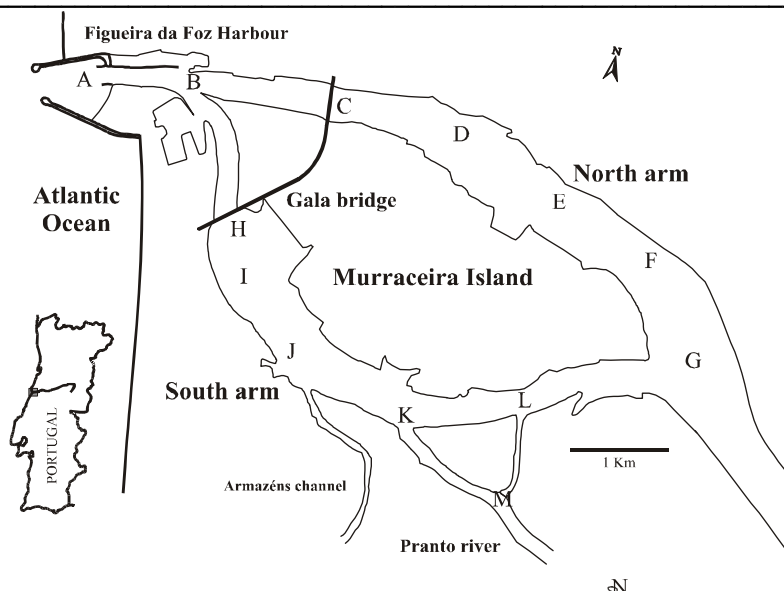 Figueira da Foz Harbour
N
A
B
C
D
North arm
Atlantic
Ocean
E
Gala bridge
H
F
I
Murraceira Island
J
G
South arm
L
K
1 Km
PORTUGAL
Armazéns channel
M
Pranto river
N